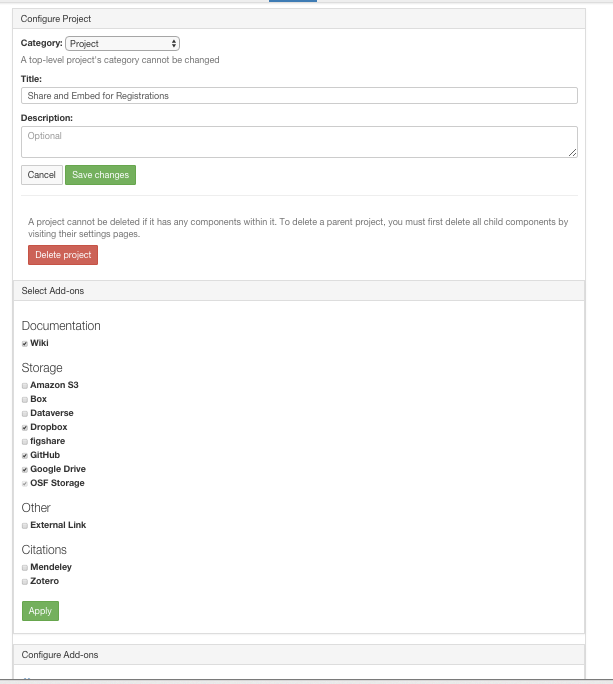 Configure Project
Category: Project
A top-level project's category cannot be changed
Title:
Share and Embed for Registrations
Description:
Optional
Cancel Save changes
A project cannot be deleted if it has any components within it. To delete a parent project, you must first delete all child components by
visiting their settings pages.
Delete project
Select Add-ons
Documentation
Wiki
Storage
Amazon S3
Box
Dataverse
Dropbox
figshare
GitHub
Google Drive
OSF Storage
Other
External Link
Citations
Mendeley
Zotero
Apply
Configure Add-ons